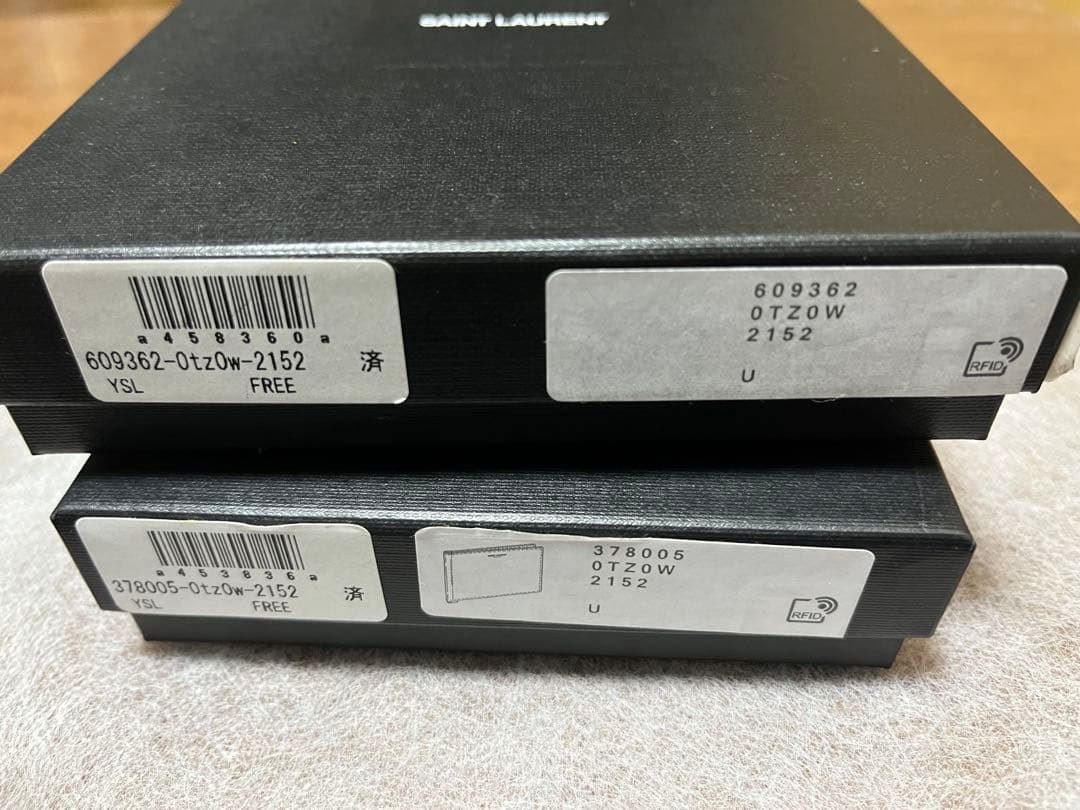 SAINT LAURENT
a458360a
609362-0tz0w-2152 済
YSL FREE
609362
0TZ0W
2152
U
RFID
a453836a
378005-0tz0w-2152 済
YSL FREE
378005
0TZ0W
2152
U
RFID